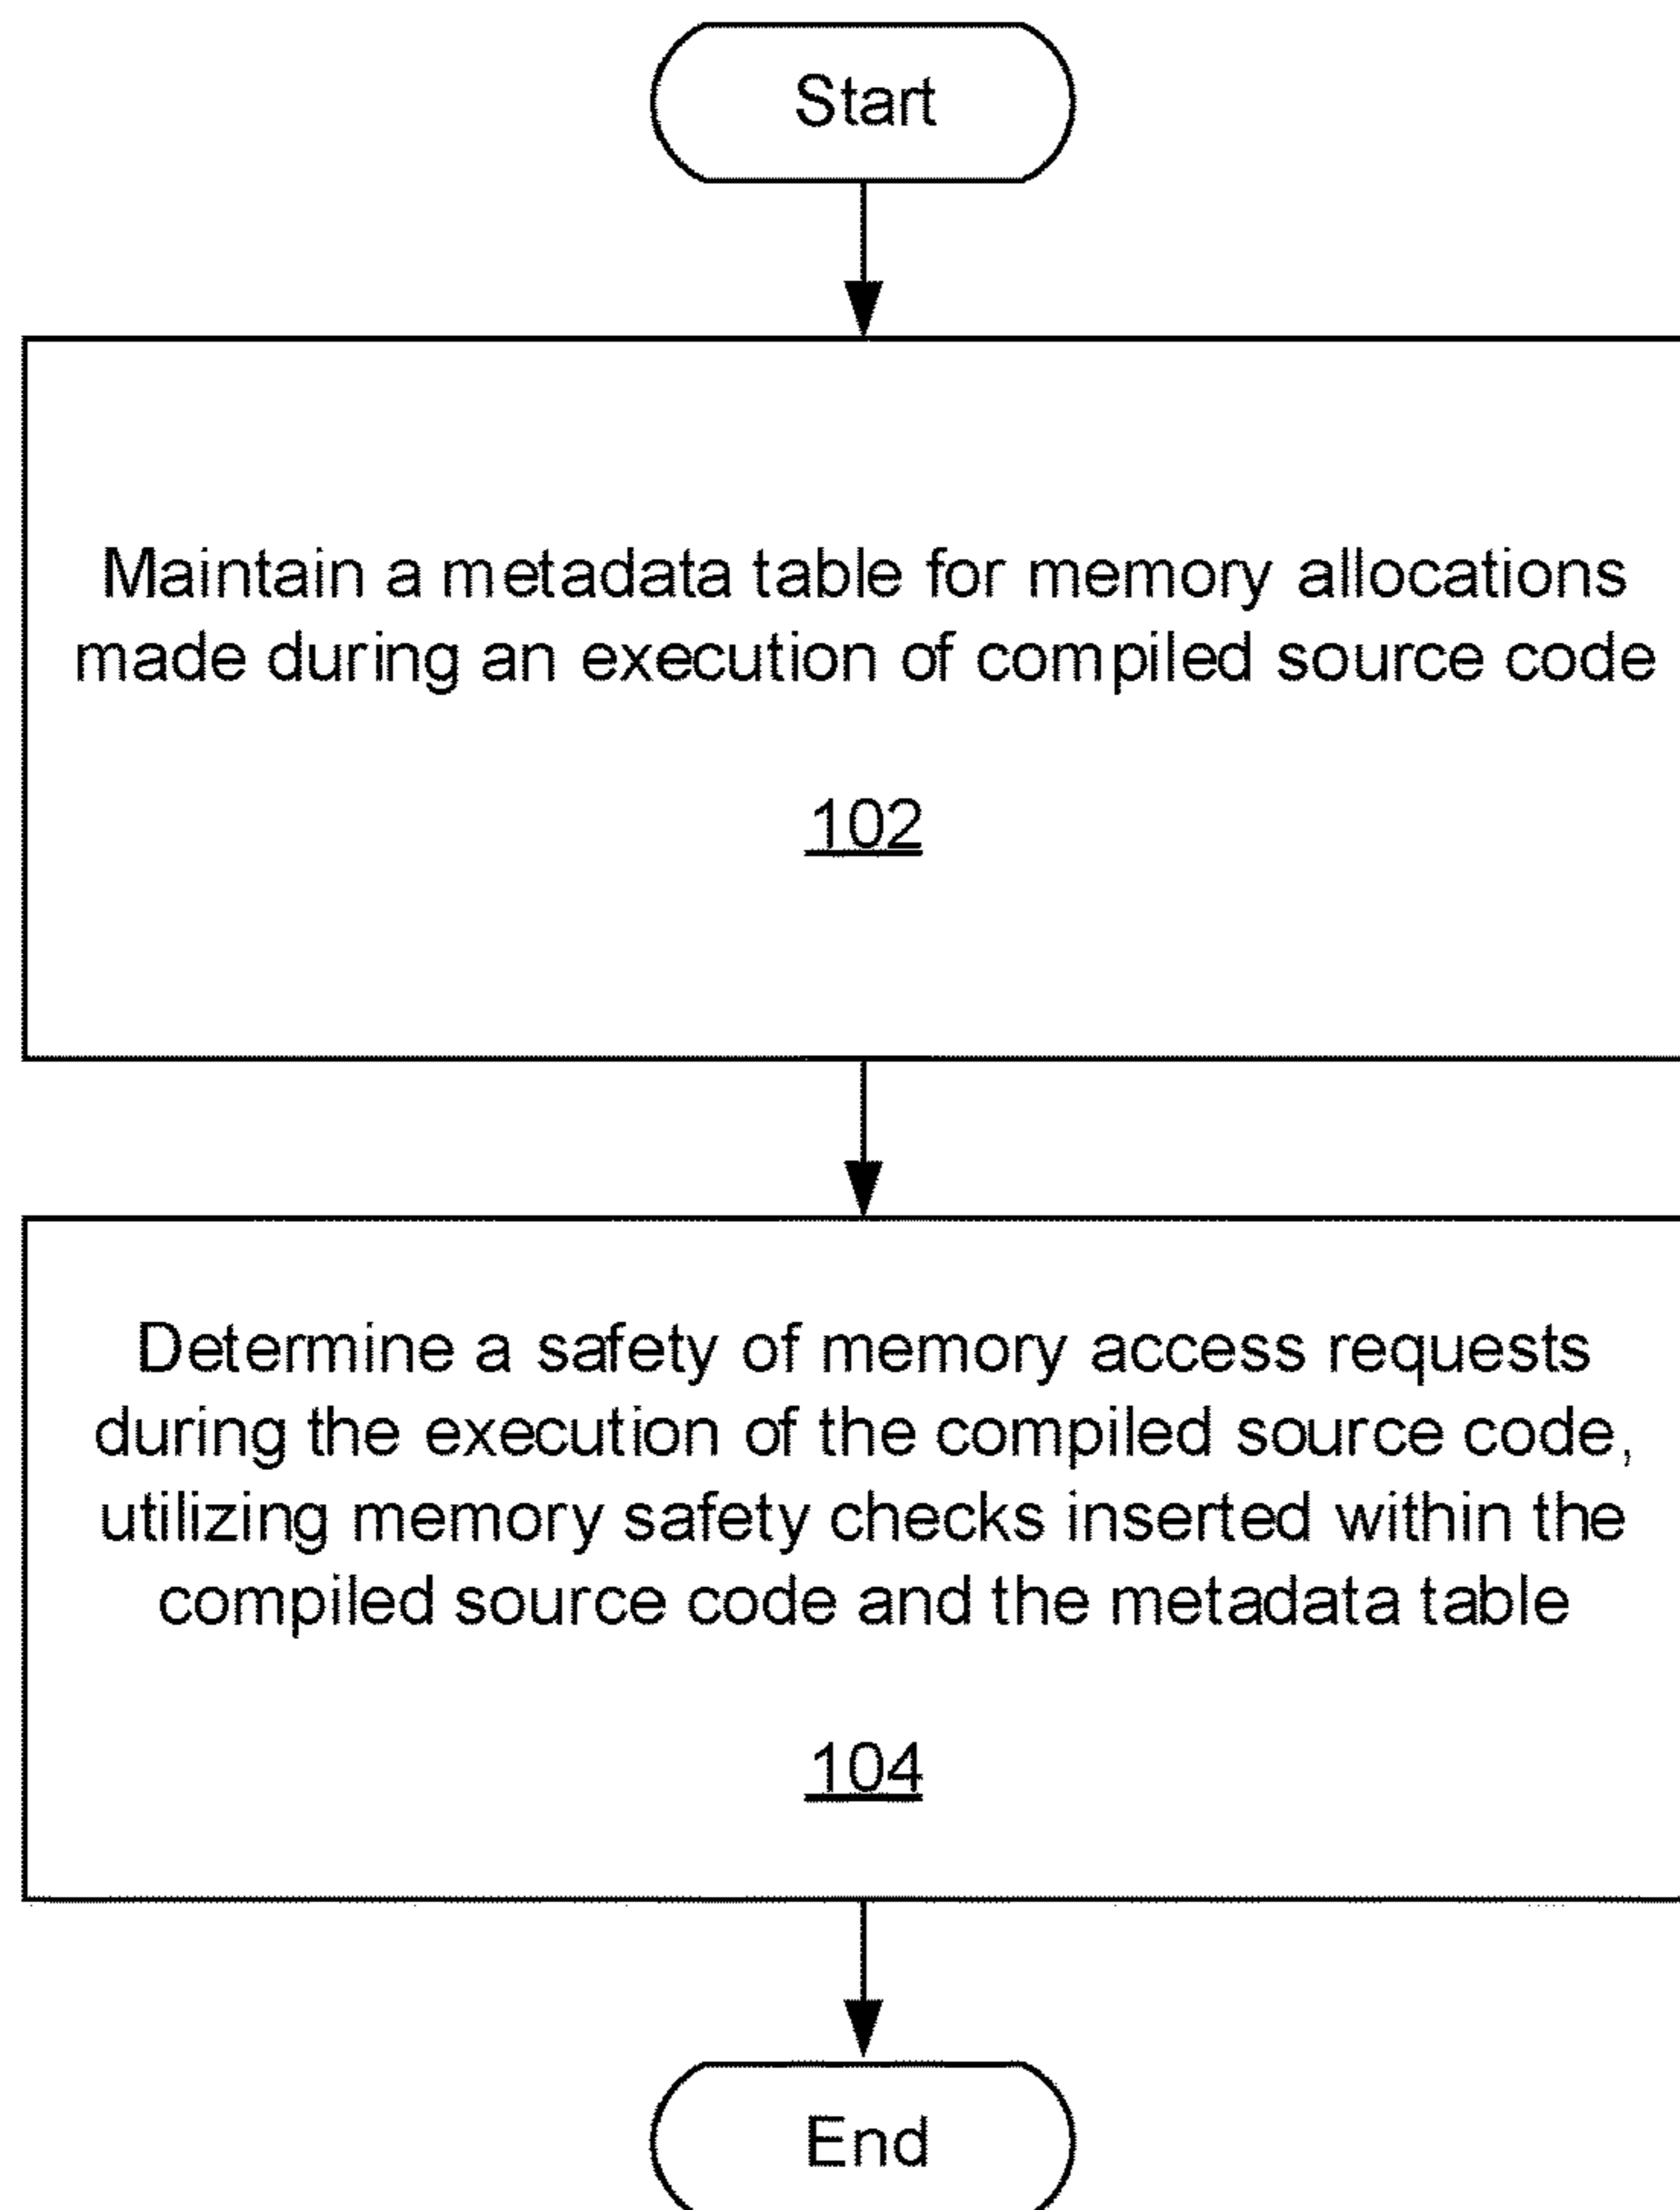 Start
Maintain a metadata table for memory allocations
made during an execution of compiled source code
102
Determine a safety of memory access requests
during the execution of the compiled source code,
utilizing memory safety checks inserted within the
compiled source code and the metadata table
104
End